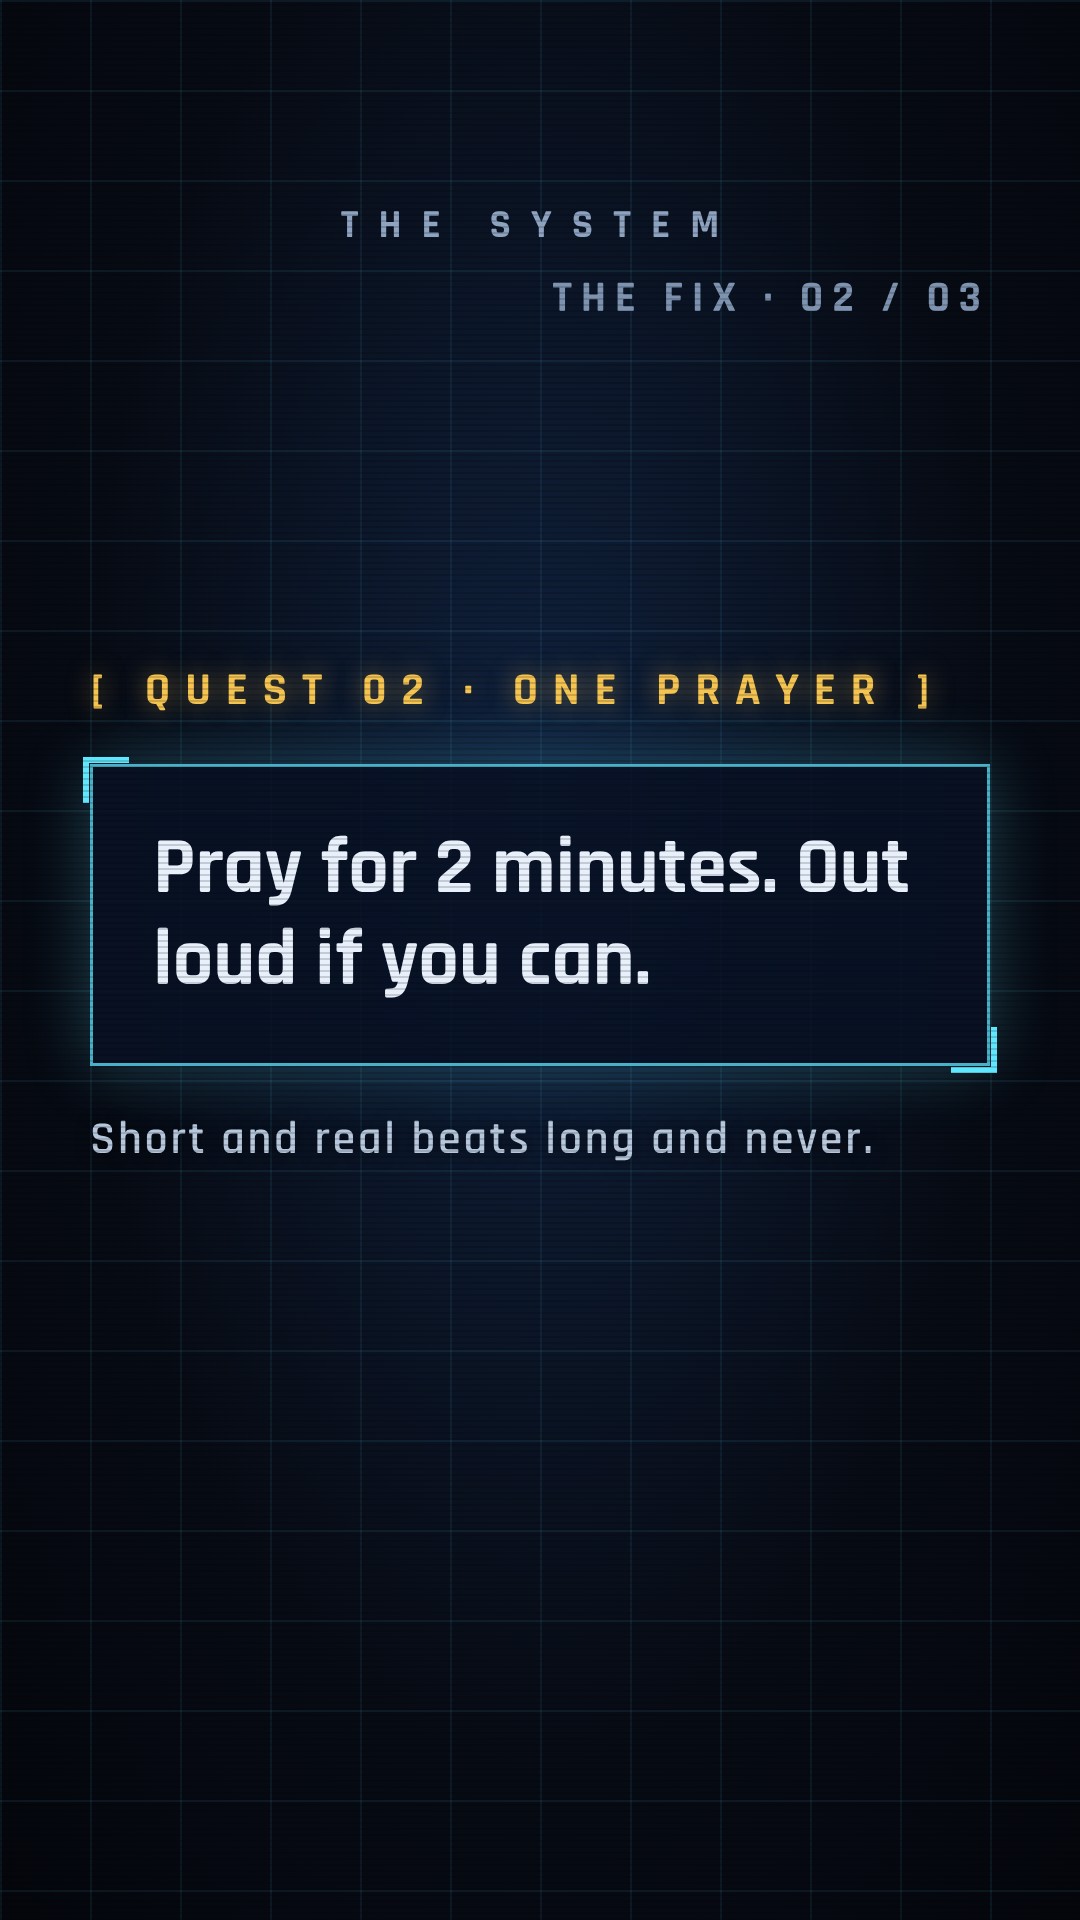 THE SYSTEM
THE FIX · 02 / 03
[ QUEST 02 · ONE PRAYER ]
Pray for 2 minutes. Out
loud if you can.
Short and real beats long and never.